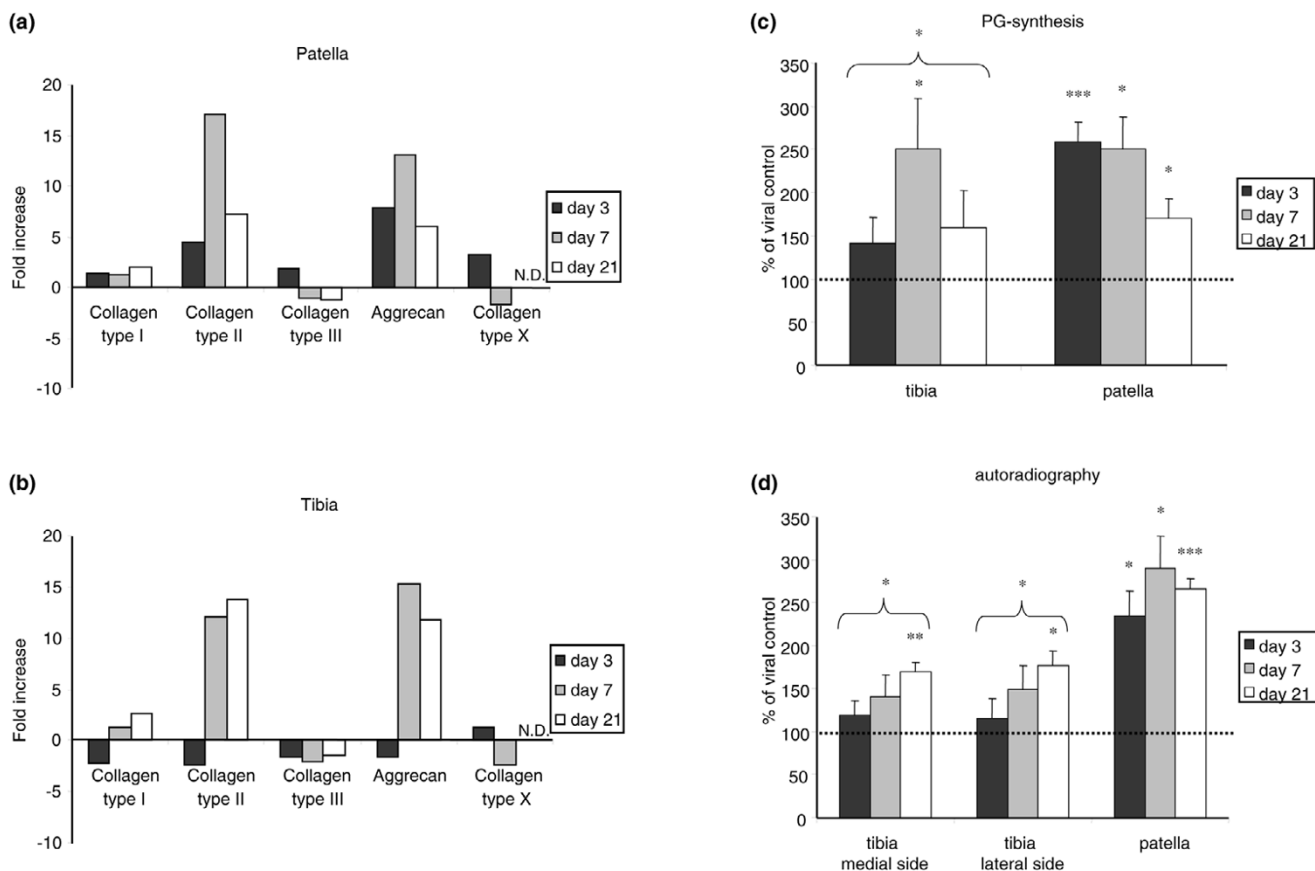 (a)
Patella
Fold increase
20
15
10
5
0
-5
-10
N.D.
Collagen type I
Collagen type II
Collagen type III
Aggrecan
Collagen type X
day 3
day 7
day 21
(b)
Tibia
Fold increase
20
15
10
5
0
-5
-10
N.D.
Collagen type I
Collagen type II
Collagen type III
Aggrecan
Collagen type X
day 3
day 7
day 21
(c)
PG-synthesis
% of viral control
350
300
250
200
150
100
50
0
*
*
***
*
*
tibia
patella
day 3
day 7
day 21
(d)
autoradiography
% of viral control
350
300
250
200
150
100
50
0
*
**
*
*
*
*
***
tibia medial side
tibia lateral side
patella
day 3
day 7
day 21